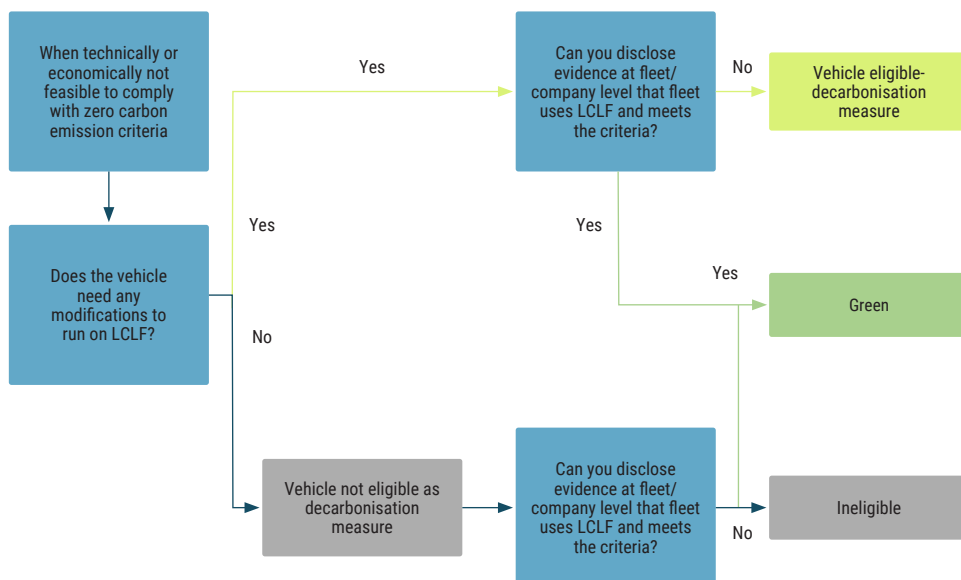 When technically or
economically not
feasible to comply
with zero carbon
emission criteria
Yes
Can you disclose
evidence at fleet/
company level that fleet
uses LCLF and meets
the criteria?
No
Vehicle eligible-
decarbonisation
measure
Does the vehicle
need any
modifications to
run on LCLF?
Yes
No
Yes
Yes
Green
Vehicle not eligible as
decarbonisation
measure
Can you disclose
evidence at fleet/
company level that fleet
uses LCLF and meets
the criteria?
No
Ineligible